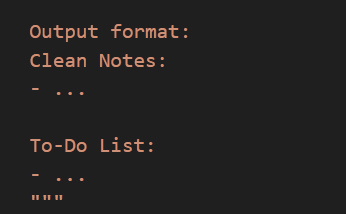 Output format:
Clean Notes:
- ...

To-Do List:
- ...
"""